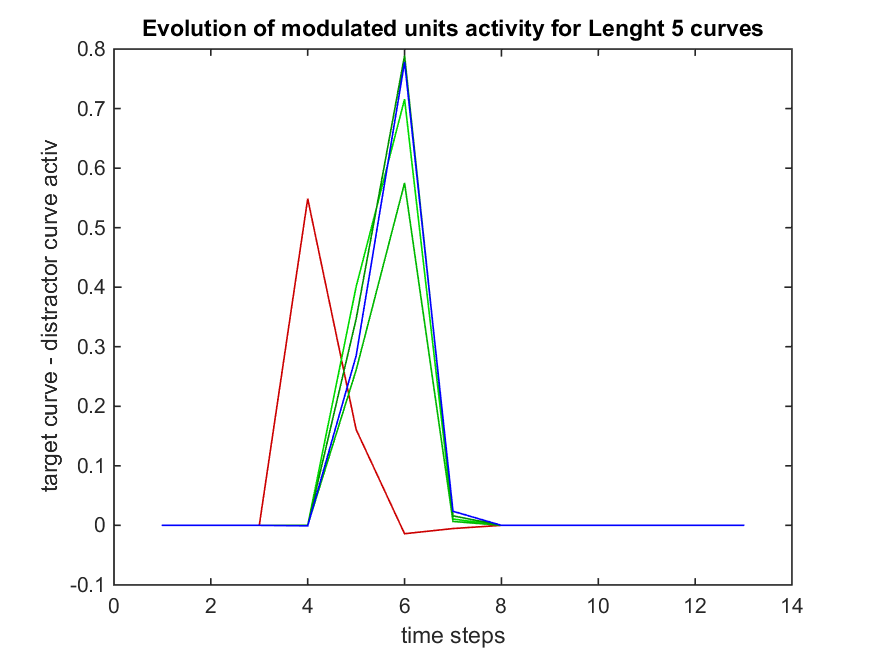 Evolution of modulated units activity for Lenght 5 curves
target curve - distractor curve activ
0.8
0.7
0.6
0.5
0.4
0.3
0.2
0.1
0
-0.1
0 2 4 6 8 10 12 14
time steps